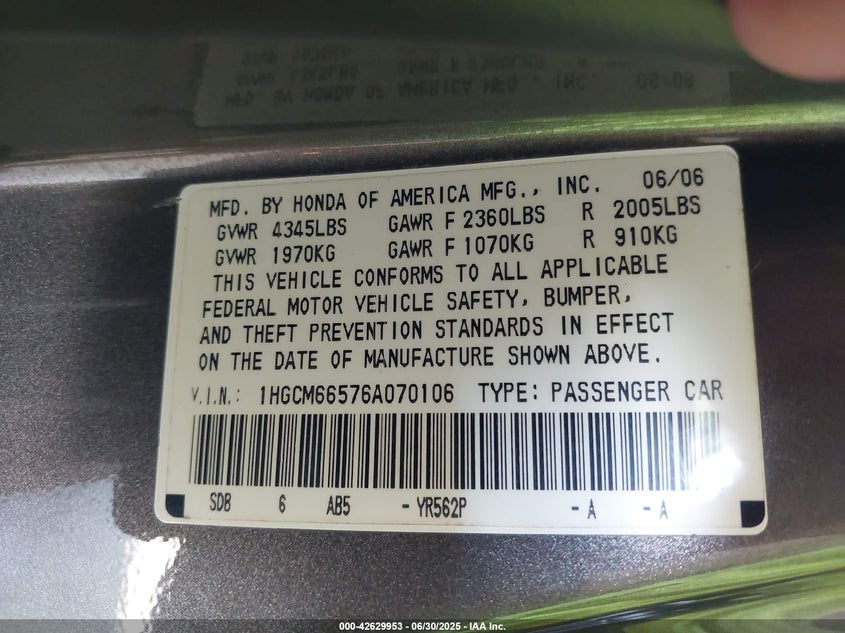 MFD. BY HONDA OF AMERICA MFG., INC. 06/06
GVWR 4345LBS GAWR F 2360LBS R 2005LBS
GVWR 1970KG GAWR F 1070KG R 910KG
THIS VEHICLE CONFORMS TO ALL APPLICABLE
FEDERAL MOTOR VEHICLE SAFETY, BUMPER,
AND THEFT PREVENTION STANDARDS IN EFFECT
ON THE DATE OF MANUFACTURE SHOWN ABOVE.
V.I.N.: 1HGCM66576A070106 TYPE: PASSENGER CAR
SDB 6 AB5 - YR562P - A - A
000-42629953 - 06/30/2025 - IAA Inc.